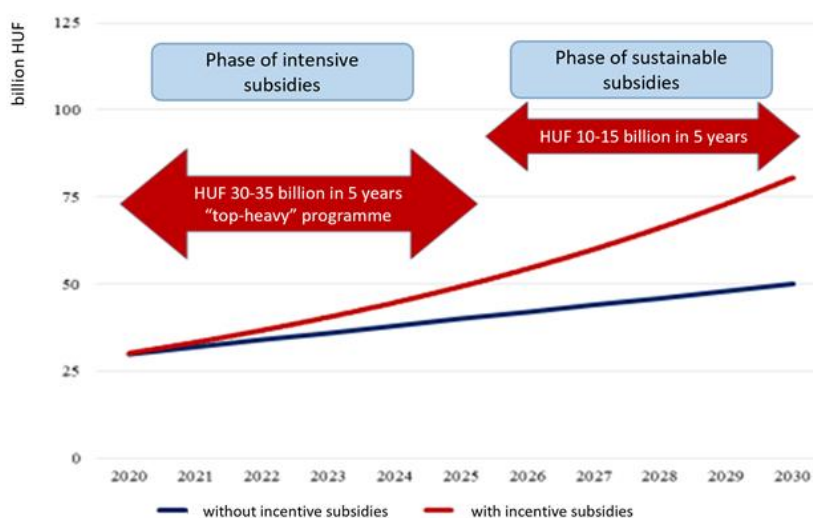 billion HUF
125
100
75
50
25
0
Phase of intensive
subsidies
Phase of sustainable
subsidies
HUF 10-15 billion in 5 years
HUF 30-35 billion in 5 years
“top-heavy” programme
2020 2021 2022 2023 2024 2025 2026 2027 2028 2029 2030
without incentive subsidies with incentive subsidies